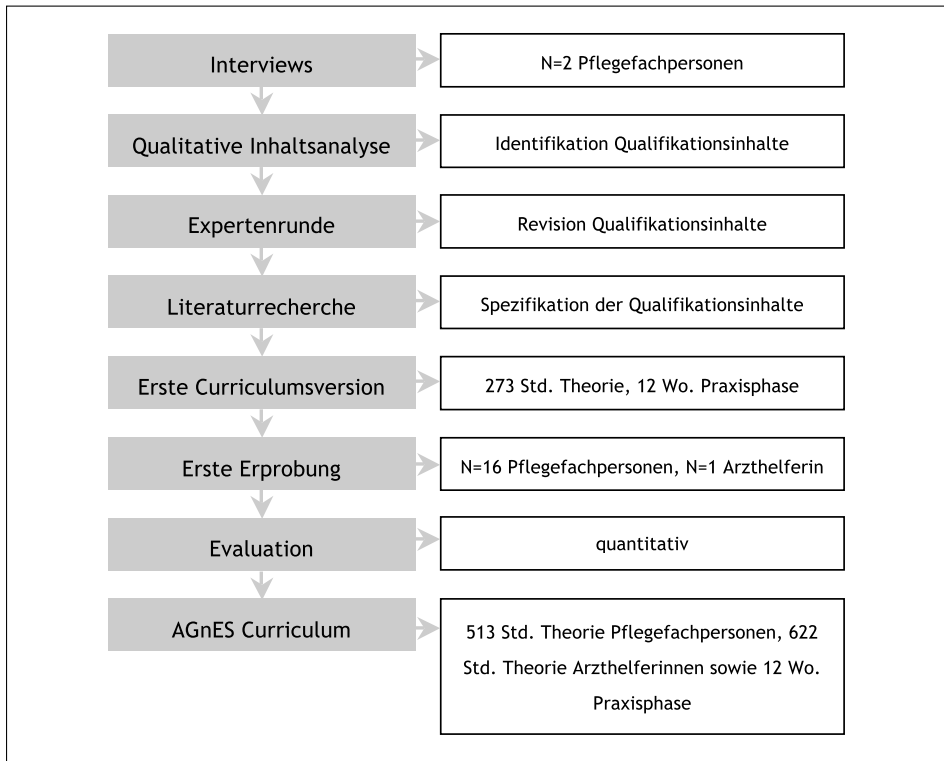 Interviews
N=2 Pflegefachpersonen
Qualitative Inhaltsanalyse
Identifikation Qualifikationsinhalte
Expertenrunde
Revision Qualifikationsinhalte
Literaturrecherche
Spezifikation der Qualifikationsinhalte
Erste Curriculumsversion
273 Std. Theorie, 12 Wo. Praxisphase
Erste Erprobung
N=16 Pflegefachpersonen, N=1 Arzthelferin
Evaluation
quantitativ
AGnES Curriculum
513 Std. Theorie Pflegefachpersonen, 622
Std. Theorie Arzthelferinnen sowie 12 Wo.
Praxisphase